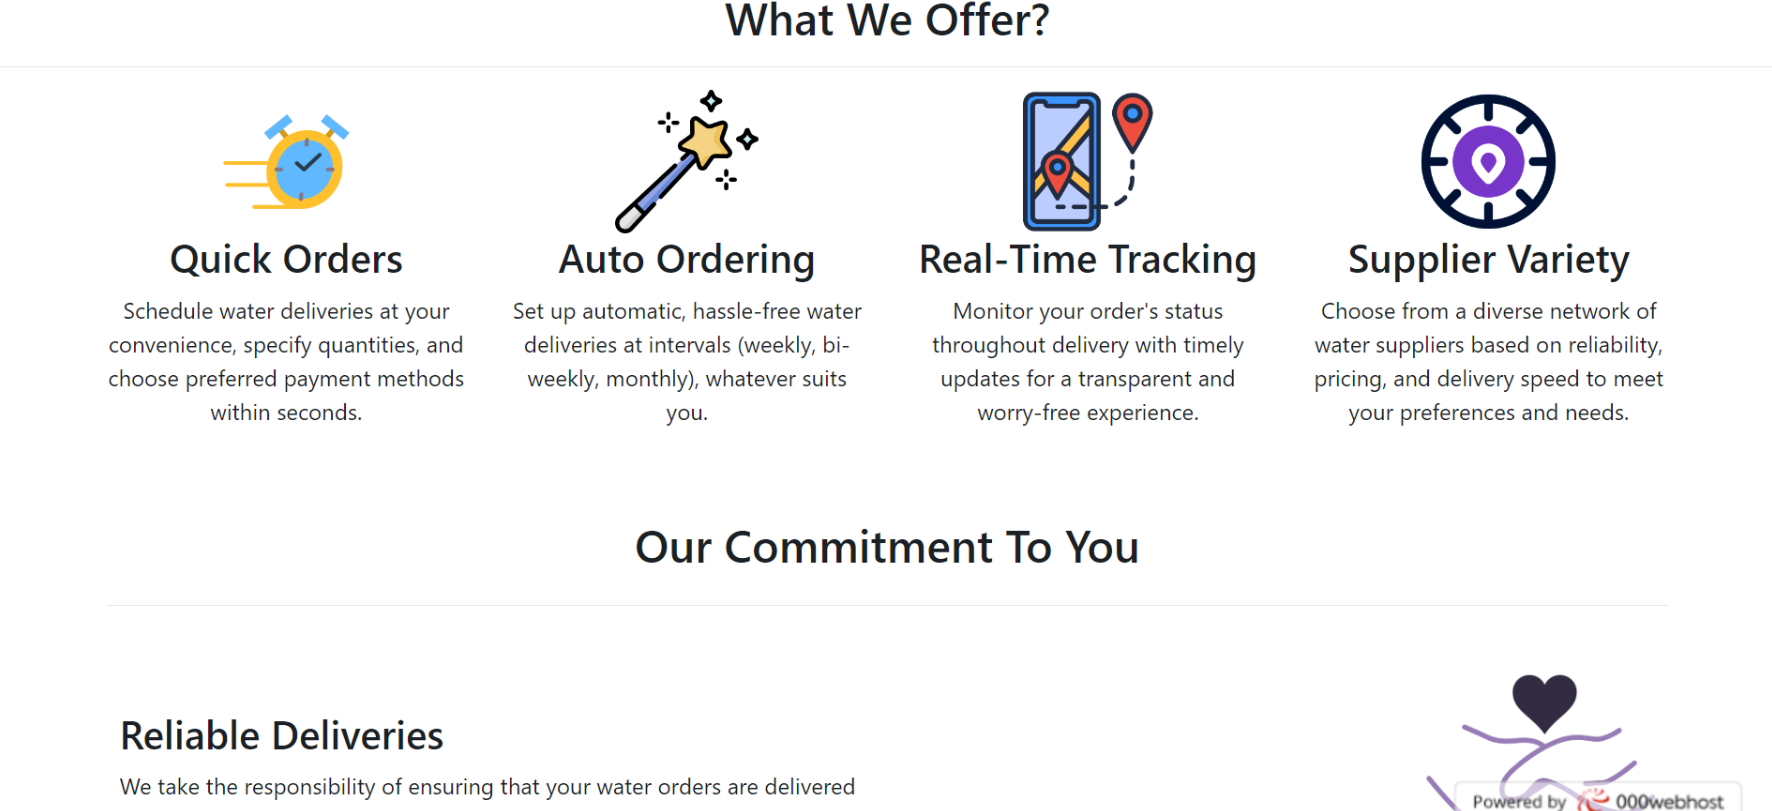 What We Offer?
Quick Orders
Schedule water deliveries at your
convenience, specify quantities, and
choose preferred payment methods
within seconds.
Auto Ordering
Set up automatic, hassle-free water
deliveries at intervals (weekly, bi-
weekly, monthly), whatever suits
you.
Real-Time Tracking
Monitor your order's status
throughout delivery with timely
updates for a transparent and
worry-free experience.
Supplier Variety
Choose from a diverse network of
water suppliers based on reliability,
pricing, and delivery speed to meet
your preferences and needs.
Our Commitment To You
Reliable Deliveries
We take the responsibility of ensuring that your water orders are delivered
Powered by 000webhost